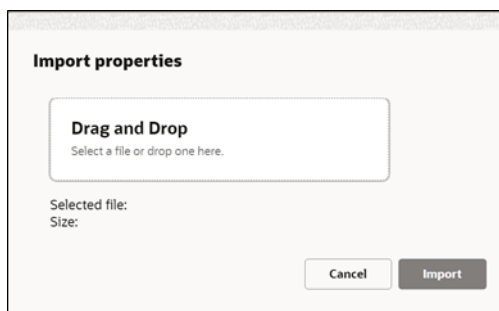 Import properties
Drag and Drop
Select a file or drop one here.
Selected file:
Size:
Cancel
Import